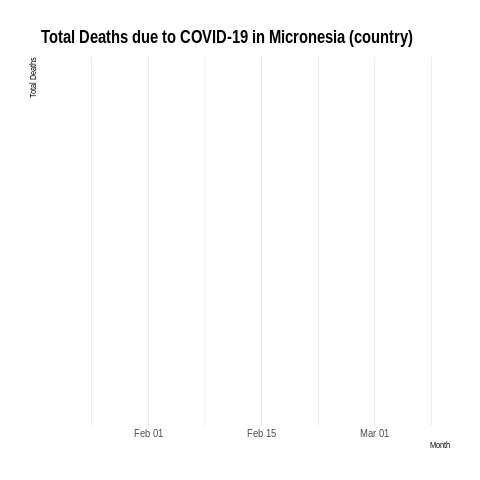 Total Deaths due to COVID-19 in Micronesia (country)
Total Deaths
Feb 01
Feb 15
Mar 01
Month